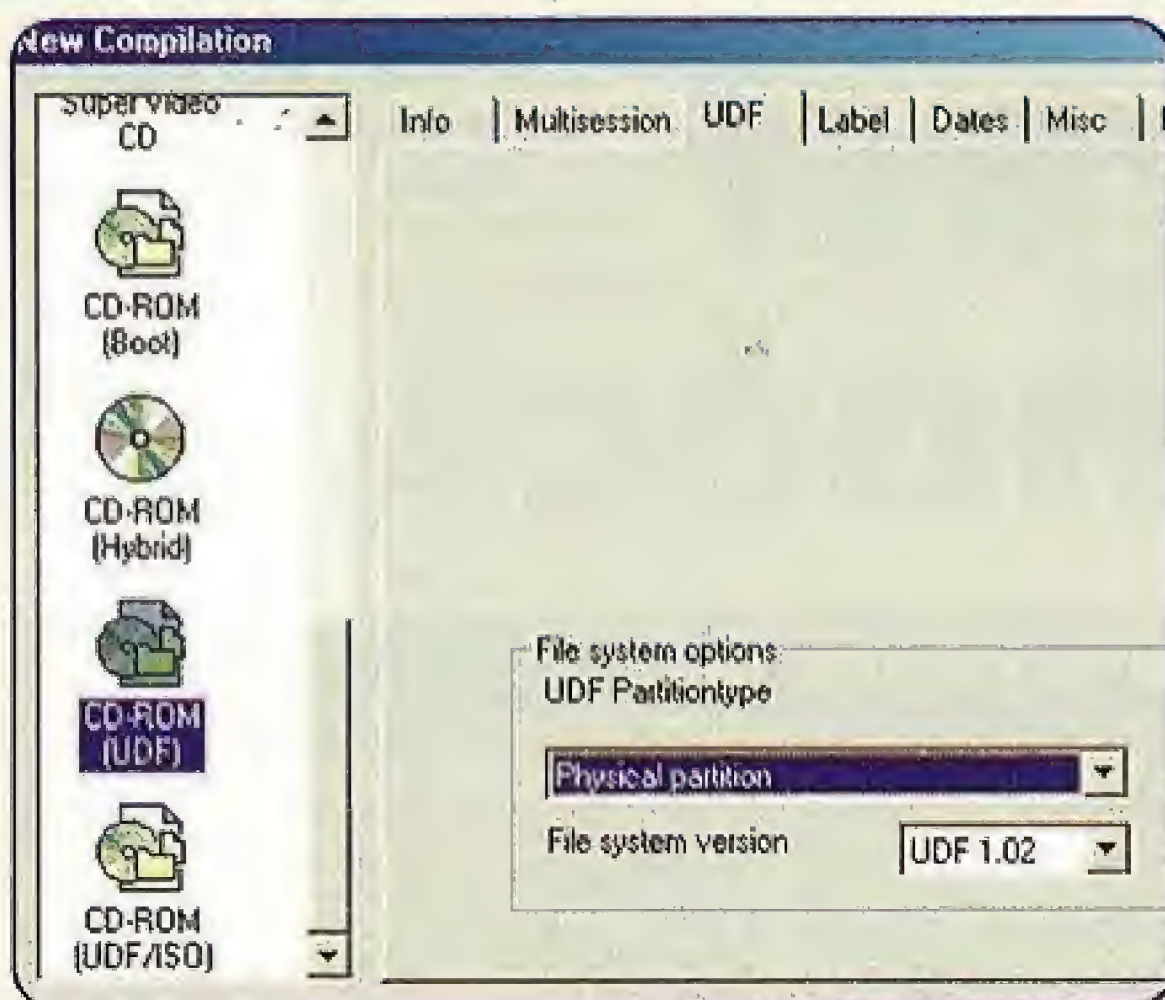 New Compilation
Super Video
CD
CD-ROM
(Boot)
CD-ROM
(Hybrid)
CD-ROM
(UDF)
CD-ROM
(UDF/ISO)
Info Multisession UDF Label Dates Misc
File system options
UDF Partitiontype
Physical partition
File system version UDF 1.02